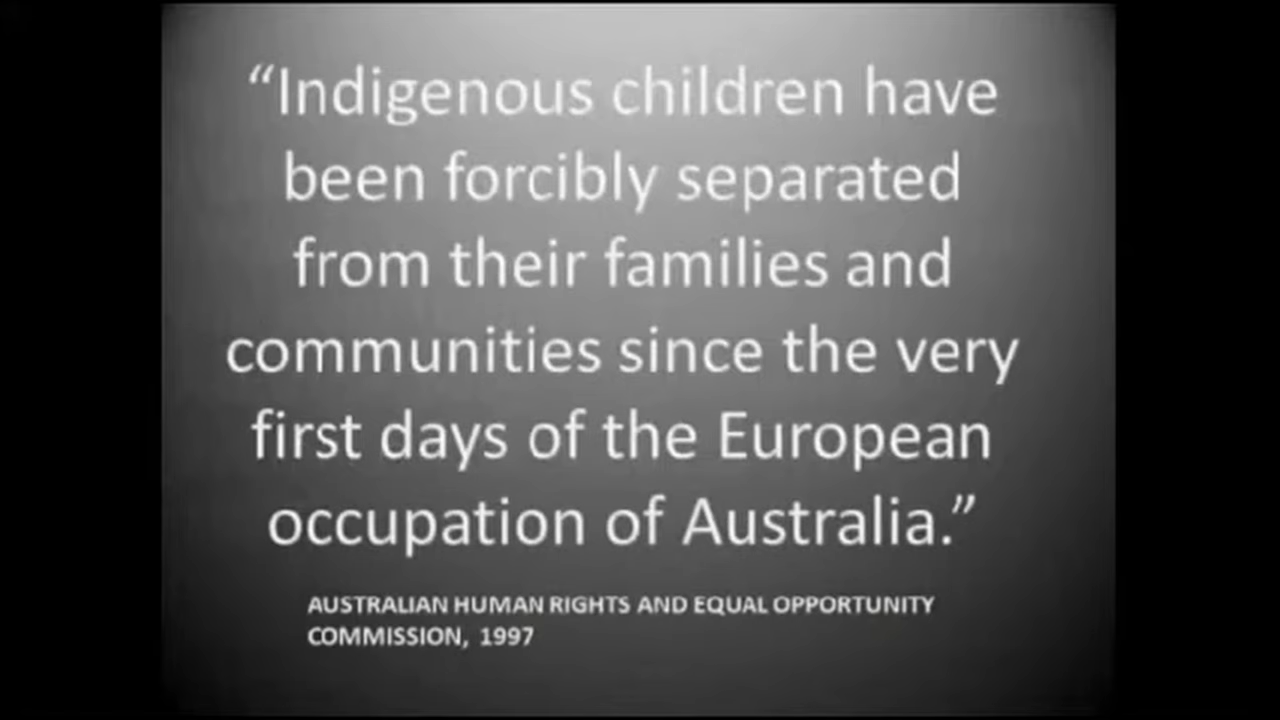 “Indigenous children have
been forcibly separated
from their families and
communities since the very
first days of the European
occupation of Australia.”
AUSTRALIAN HUMAN RIGHTS AND EQUAL OPPORTUNITY
COMMISSION, 1997